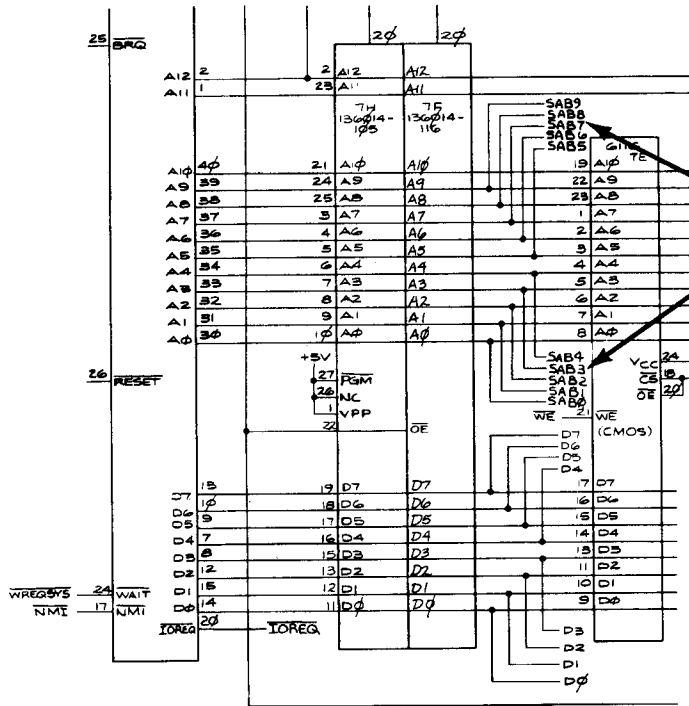 20 20
25 BRQ
A12 2 2 A12 A12
A11 1 23 A11 A11
7H 7F
136014-105 136014-116
SAB9
SAB8
SAB7
SAB6
SAB5
6116
7E
A10 40 21 A10 A10 19 A10
A9 39 24 A9 A9 22 A9
A8 38 25 A8 A8 23 A8
A7 37 3 A7 A7 1 A7
A6 36 4 A6 A6 2 A6
A5 35 5 A5 A5 3 A5
A4 34 6 A4 A4 4 A4
A3 33 7 A3 A3 5 A3
A2 32 8 A2 A2 6 A2
A1 31 9 A1 A1 7 A1
A0 30 10 A0 A0 8 A0
+5V
SAB4
SAB3
SAB2
SAB1
SAB0
VCC 24
CS 18
OE 20
26 RESET
27 PGM
26 NC
1 VPP
22 OE
WE 21 WE
(CMOS)
D7
D6
D5
D4
D7 13 19 D7 D7 17 D7
D6 10 18 D6 D6 16 D6
D5 9 17 D5 D5 15 D5
D4 7 16 D4 D4 14 D4
D3 8 15 D3 D3 13 D3
D2 12 13 D2 D2 11 D2
D1 15 12 D1 D1 10 D1
D0 14 11 D0 D0 9 D0
WREQSYS 24 WAIT
NMI 17 NMI
IOREQ 20 IOREQ
D3
D2
D1
D0